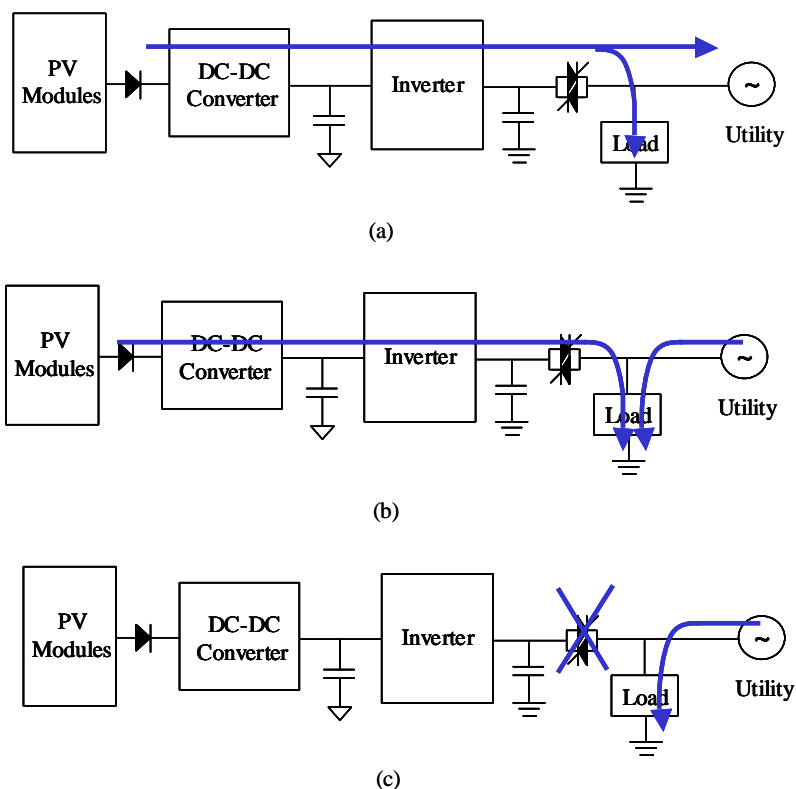 PV
Modules
DC-DC
Converter
Inverter
~
Load
Utility
(a)
PV
Modules
DC-DC
Converter
Inverter
~
Load
Utility
(b)
PV
Modules
DC-DC
Converter
Inverter
~
Load
Utility
(c)